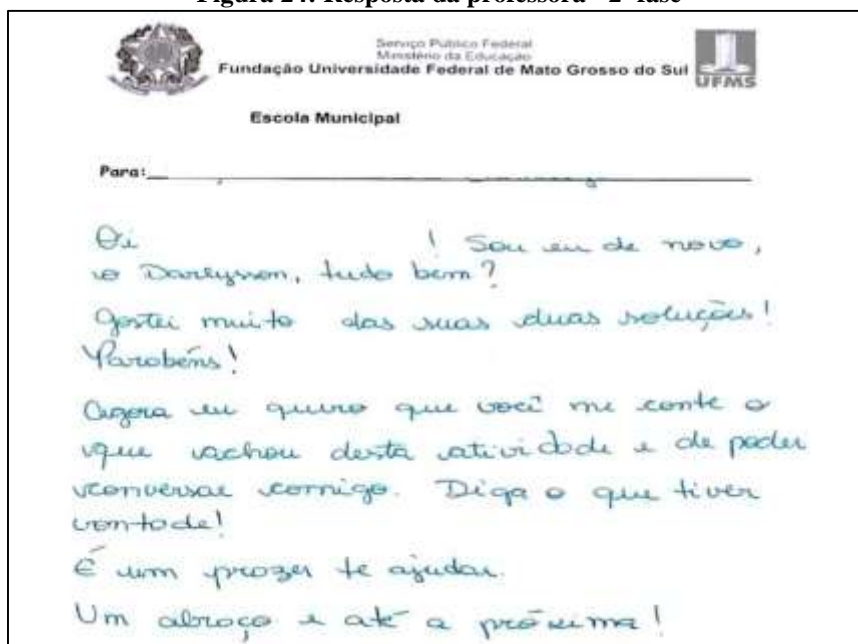 Figura 24: Resposta da professora - 2ª fase
Serviço Público Federal
Ministério da Educação
Fundação Universidade Federal de Mato Grosso do Sul
UFMS
Escola Municipal
Para:
Oi ! Sou eu de novo,
o Darlysson, tudo bem?
Gostei muito das suas duas soluções!
Parabéns!
Agora eu quero que você me conte o
que achou desta atividade e de poder
conversar comigo. Diga o que tiver
vontade!
É um prazer te ajudar.
Um abraço e até a próxima!